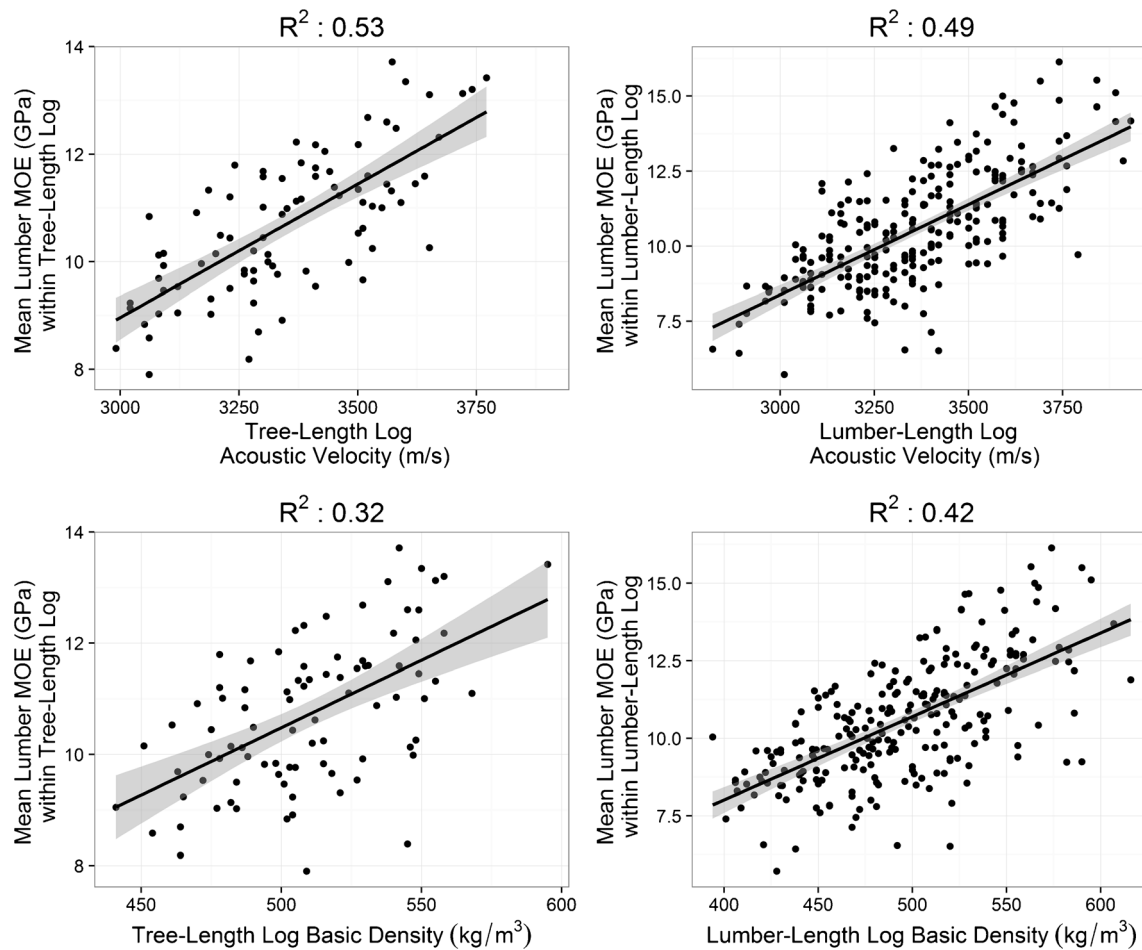 R² : 0.53
Mean Lumber MOE (GPa)
within Tree-Length Log
14
12
10
8
3000 3250 3500 3750
Tree-Length Log
Acoustic Velocity (m/s)
R² : 0.49
Mean Lumber MOE (GPa)
within Lumber-Length Log
15.0
12.5
10.0
7.5
3000 3250 3500 3750
Lumber-Length Log
Acoustic Velocity (m/s)
R² : 0.32
Mean Lumber MOE (GPa)
within Tree-Length Log
14
12
10
8
450 500 550 600
Tree-Length Log Basic Density (kg/m³)
R² : 0.42
Mean Lumber MOE (GPa)
within Lumber-Length Log
15.0
12.5
10.0
7.5
400 450 500 550 600
Lumber-Length Log Basic Density (kg/m³)